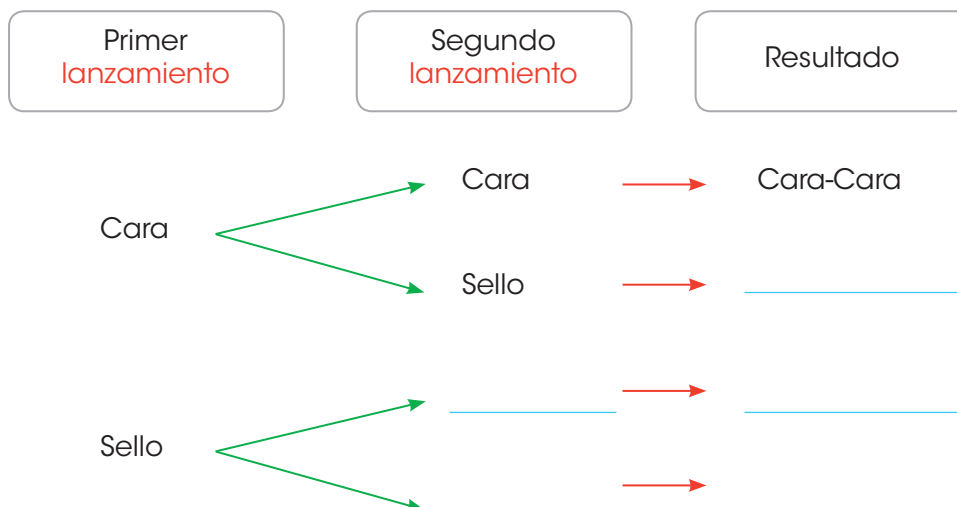 Primer
lanzamiento
Segundo
lanzamiento
Resultado
Cara
Cara
Cara-Cara
Sello
Sello